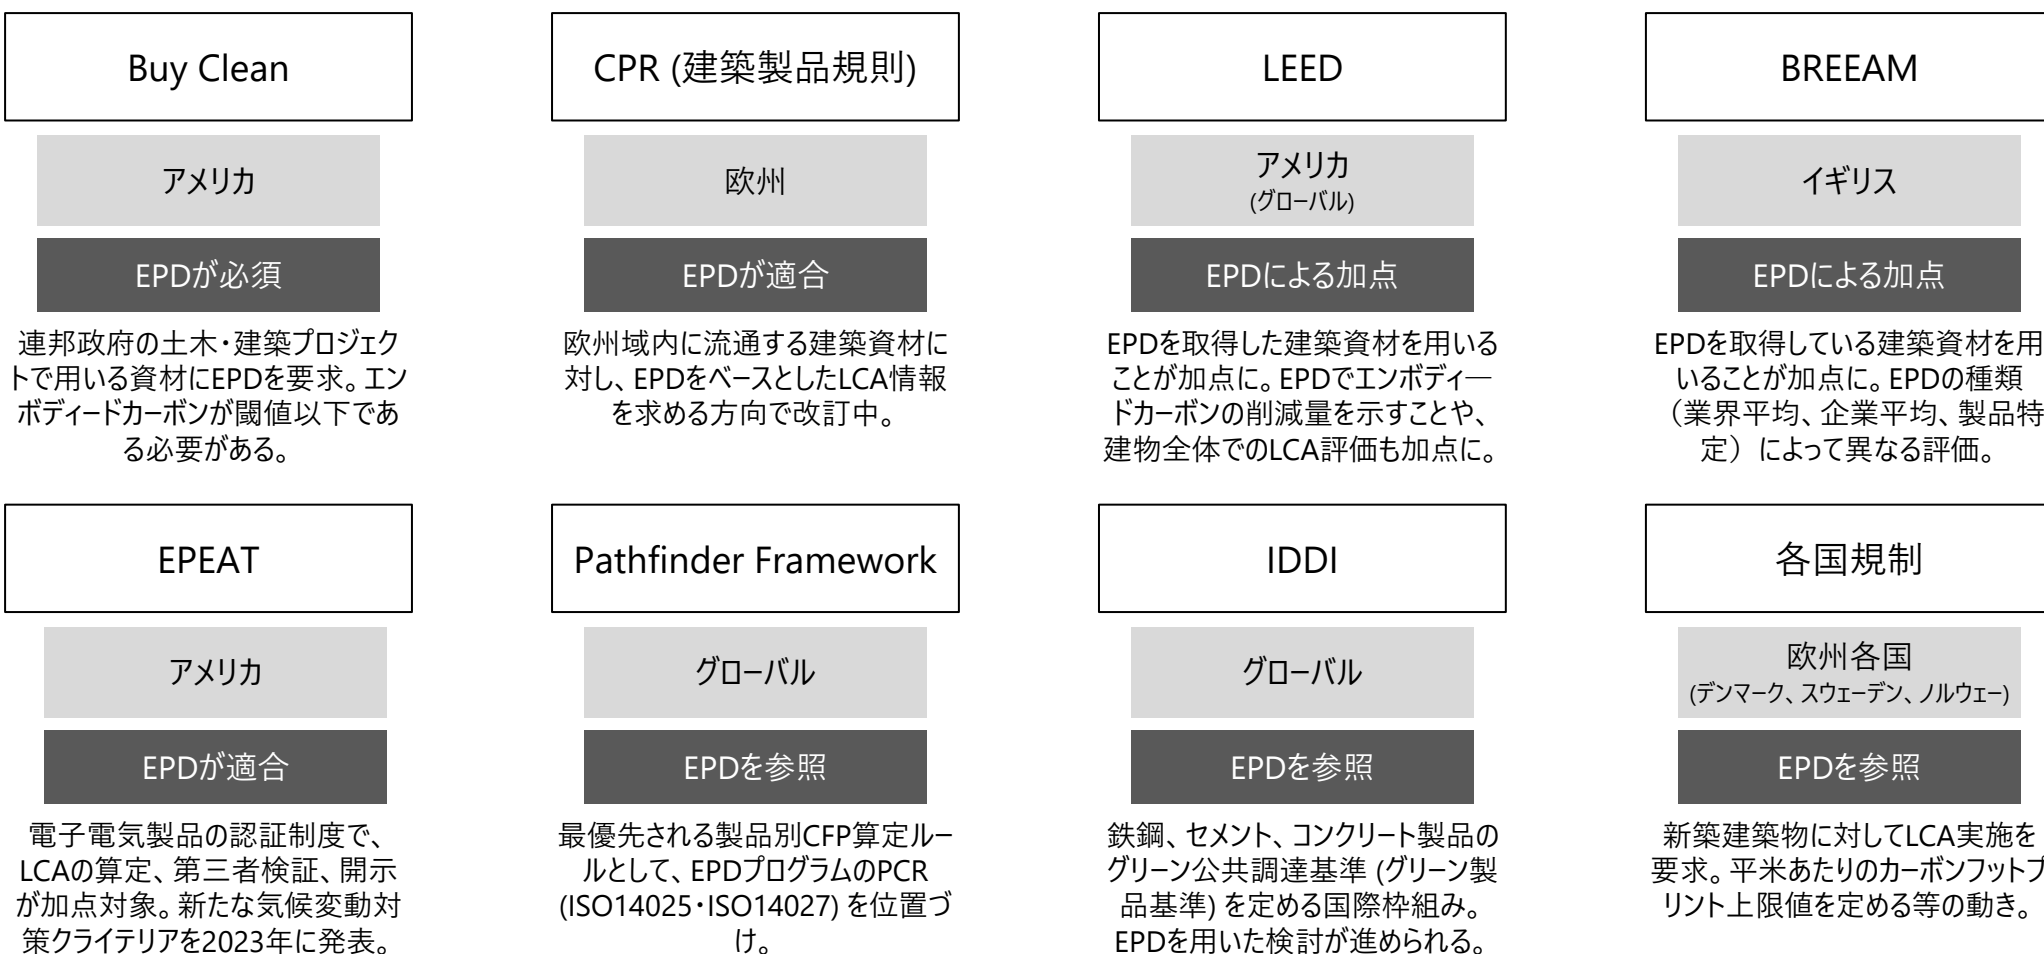 Buy Clean
アメリカ
EPDが必須
連邦政府の土木・建築プロジェク
トで用いる資材にEPDを要求。エン
ボディードカーボンが閾値以下であ
る必要がある。
CPR (建築製品規則)
欧州
EPDが適合
欧州域内に流通する建築資材に
対し、EPDをベースとしたLCA情報
を求める方向で改訂中。
LEED
アメリカ
(グローバル)
EPDによる加点
EPDを取得した建築資材を用いる
ことが加点に。EPDでエンボディ―
ドカーボンの削減量を示すことや、
建物全体でのLCA評価も加点に。
BREEAM
イギリス
EPDによる加点
EPDを取得している建築資材を用
いることが加点に。EPDの種類
（業界平均、企業平均、製品特
定）によって異なる評価。
EPEAT
アメリカ
EPDが適合
電子電気製品の認証制度で、
LCAの算定、第三者検証、開示
が加点対象。新たな気候変動対
策クライテリアを2023年に発表。
Pathfinder Framework
グローバル
EPDを参照
最優先される製品別CFP算定ルー
ルとして、EPDプログラムのPCR
(ISO14025・ISO14027) を位置づ
け。
IDDI
グローバル
EPDを参照
鉄鋼、セメント、コンクリート製品の
グリーン公共調達基準 (グリーン製
品基準) を定める国際枠組み。
EPDを用いた検討が進められる。
各国規制
欧州各国
(デンマーク、スウェーデン、ノルウェー)
EPDを参照
新築建築物に対してLCA実施を
要求。平米あたりのカーボンフットプ
リント上限値を定める等の動き。